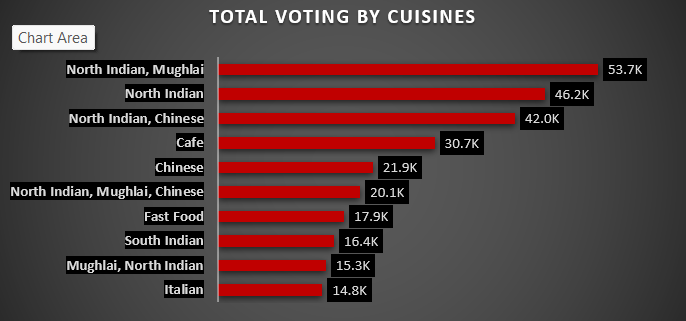 TOTAL VOTING BY CUISINES
Chart Area
North Indian, Mughlai 53.7K
North Indian 46.2K
North Indian, Chinese 42.0K
Cafe 30.7K
Chinese 21.9K
North Indian, Mughlai, Chinese 20.1K
Fast Food 17.9K
South Indian 16.4K
Mughlai, North Indian 15.3K
Italian 14.8K